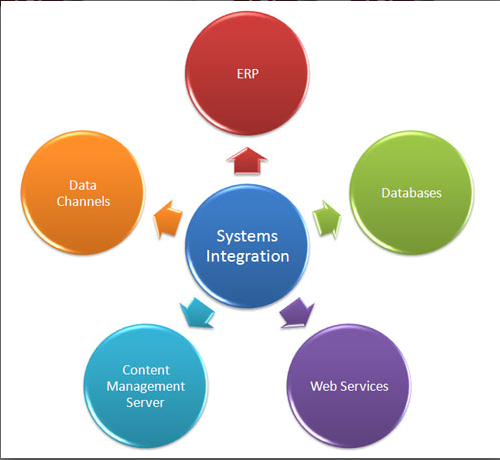 ERP
Data
Channels
Databases
Systems
Integration
Content
Management
Server
Web Services